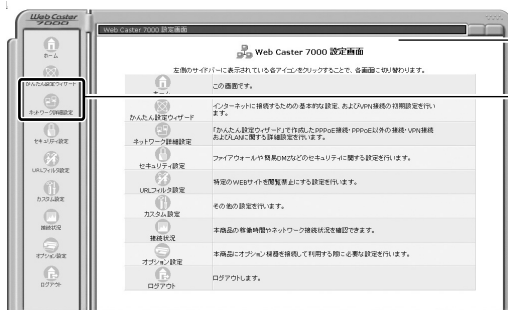 Web Caster
7000
ホーム
かんたん設定ウィザード
ネットワーク詳細設定
セキュリティ設定
URLフィルタ設定
カスタム設定
接続状況
オプション設定
ログアウト
Web Caster 7000 設定画面
Web Caster 7000 設定画面
左側のサイドバーに表示されている各アイコンをクリックすることで、各画面に切り替わります。
ホーム
この画面です。
かんたん設定ウィザード
インターネットに接続するための基本的な設定、およびVPN接続の初期設定を行い
ます。
ネットワーク詳細設定
「かんたん設定ウィザード」で作成したPPPoE接続・PPPoE以外の接続・VPN接続
およびLANに関する詳細設定を行います。
セキュリティ設定
ファイアウォールや簡易DMZなどのセキュリティに関する設定を行います。
URLフィルタ設定
特定のWEBサイトを閲覧禁止にする設定を行います。
カスタム設定
その他の設定を行います。
接続状況
本商品の稼働時間やネットワーク接続状況を確認できます。
オプション設定
本商品にオプション機器を接続して利用する際に必要な設定を行います。
ログアウト
ログアウトします。